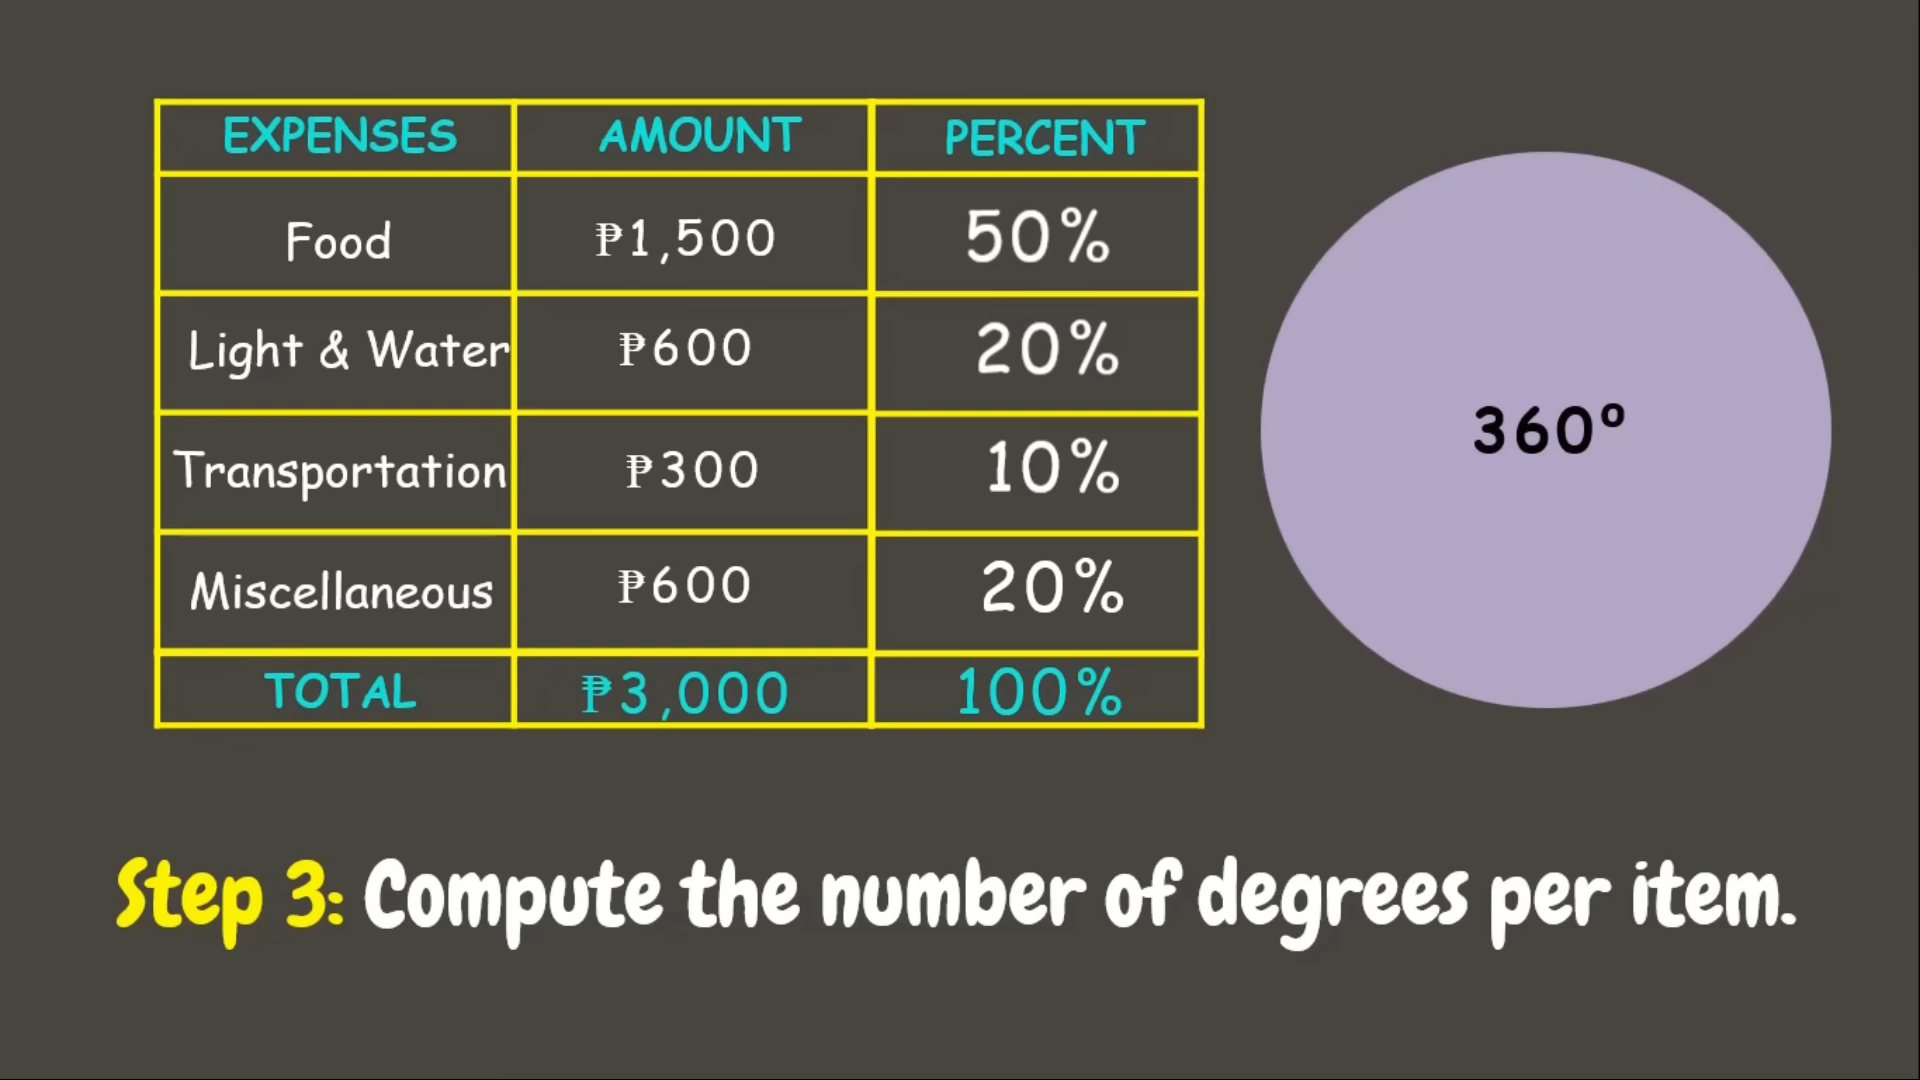 EXPENSES AMOUNT PERCENT
Food ₱1,500 50%
Light & Water ₱600 20%
Transportation ₱300 10%
Miscellaneous ₱600 20%
TOTAL ₱3,000 100%
360º
Step 3: Compute the number of degrees per item.